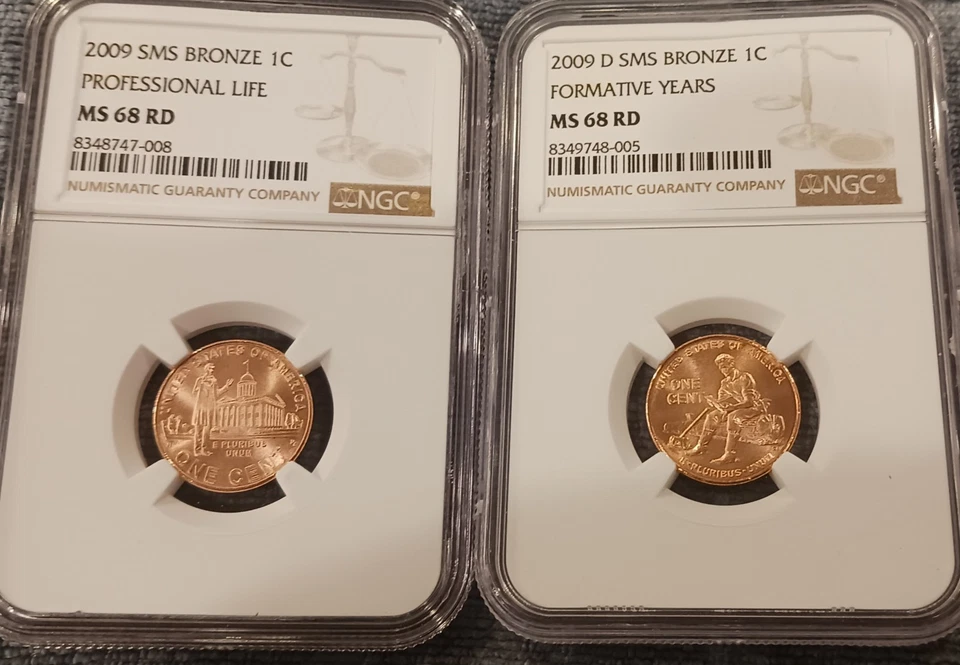 2009 SMS BRONZE 1C
PROFESSIONAL LIFE
MS 68 RD
8348747-008
NUMISMATIC GUARANTY COMPANY
NGC®
UNITED STATES OF AMERICA
E PLURIBUS
UNUM
ONE CENT
2009 D SMS BRONZE 1C
FORMATIVE YEARS
MS 68 RD
8349748-005
NUMISMATIC GUARANTY COMPANY
NGC®
UNITED STATES OF AMERICA
ONE
CENT
E·PLURIBUS·UNUM